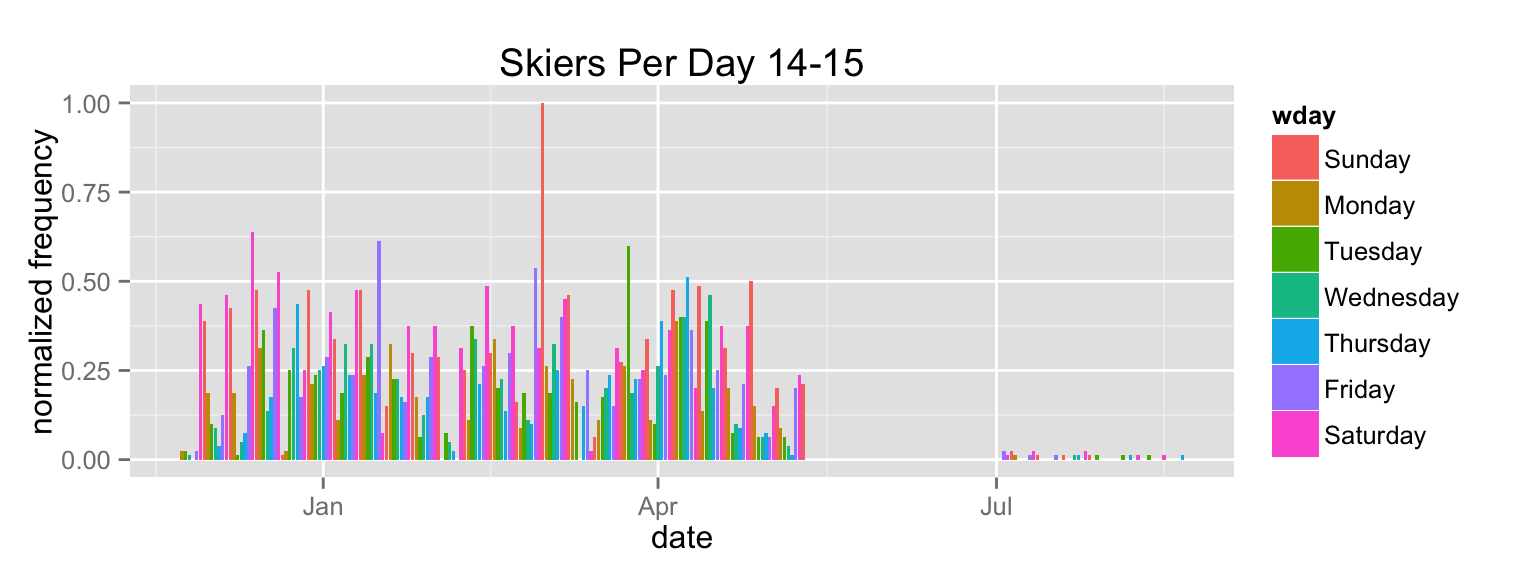 Skiers Per Day 14-15
normalized frequency
1.00
0.75
0.50
0.25
0.00
Jan
Apr
Jul
date
wday
Sunday
Monday
Tuesday
Wednesday
Thursday
Friday
Saturday